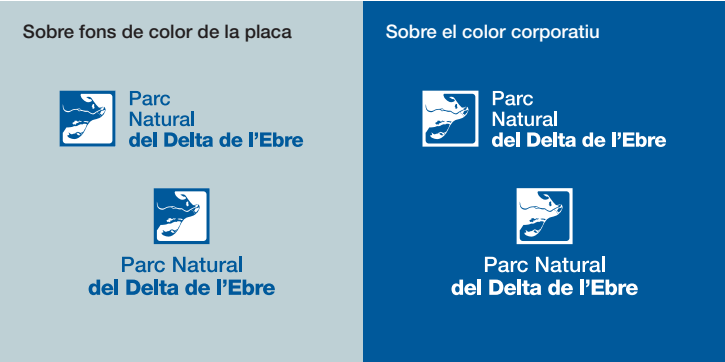 Sobre fons de color de la placa
Parc
Natural
del Delta de l'Ebre
Parc Natural
del Delta de l'Ebre
Sobre el color corporatiu
Parc
Natural
del Delta de l'Ebre
Parc Natural
del Delta de l'Ebre